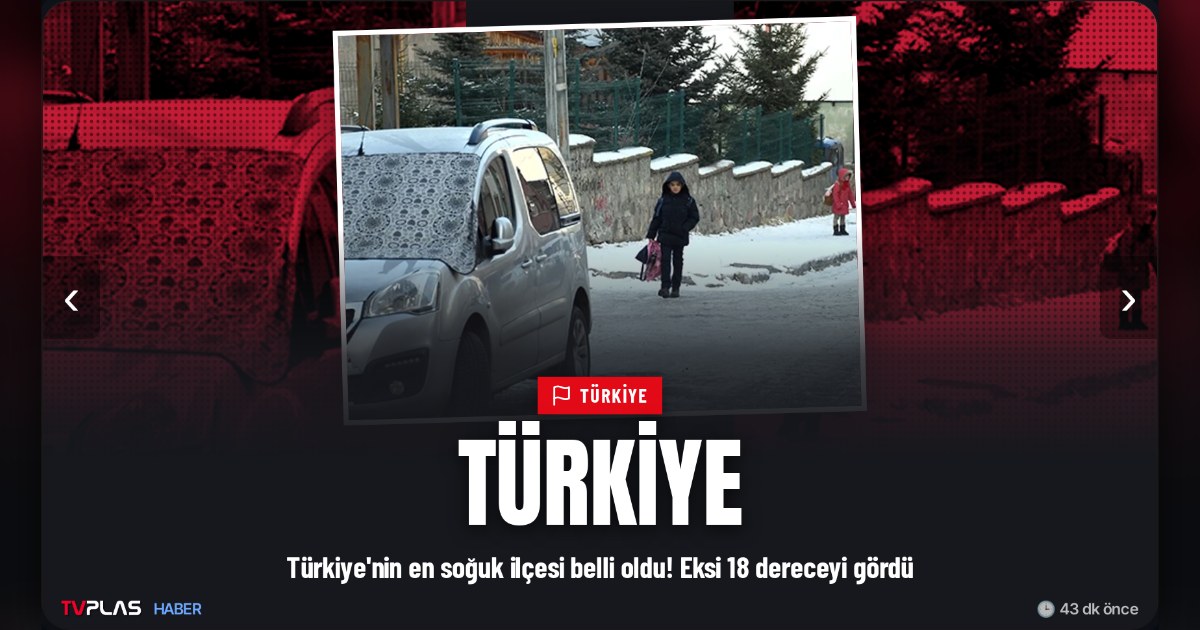 TÜRKİYE
TÜRKİYE
Türkiye'nin en soğuk ilçesi belli oldu! Eksi 18 dereceyi gördü
TVPLAS HABER
43 dk önce